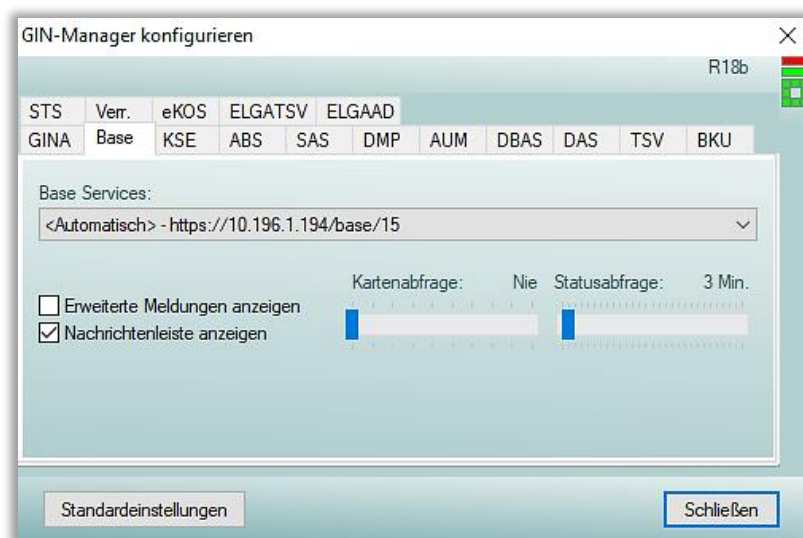 GIN-Manager konfigurieren
R18b
STS Verr. eKOS ELGATSV ELGAAD
GINA Base KSE ABS SAS DMP AUM DBAS DAS TSV BKU
Base Services:
<Automatisch> - https://10.196.1.194/base/15
Kartenabfrage: Nie Statusabfrage: 3 Min.
Erweiterte Meldungen anzeigen
Nachrichtenleiste anzeigen
Standardeinstellungen Schließen